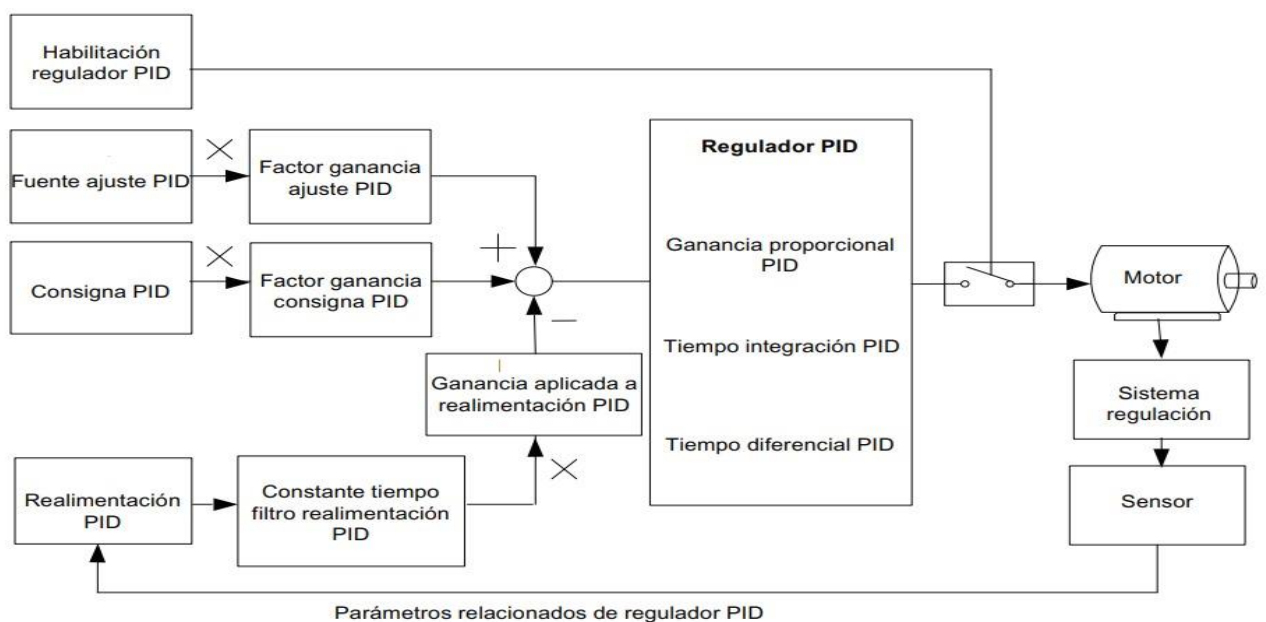 Habilitación
regulador PID
Fuente ajuste PID
Factor ganancia
ajuste PID
Consigna PID
Factor ganancia
consigna PID
Ganancia aplicada a
realimentación PID
Realimentación
PID
Constante tiempo
filtro realimentación
PID
Regulador PID
Ganancia proporcional
PID
Tiempo integración PID
Tiempo diferencial PID
Motor
Sistema
regulación
Sensor
Parámetros relacionados de regulador PID